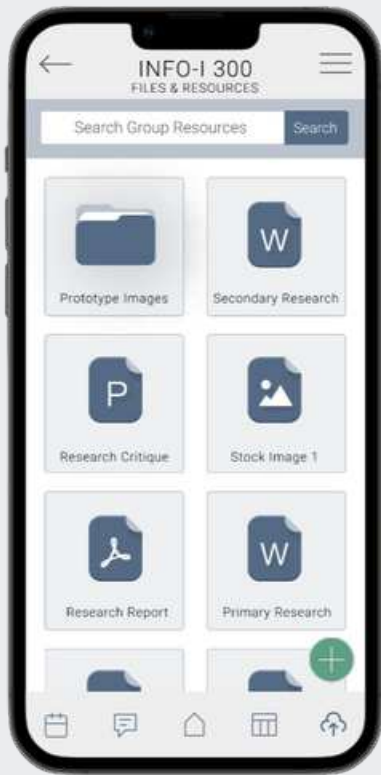 INFO-I 300
FILES & RESOURCES
Search Group Resources Search
W
Prototype Images Secondary Research
P
Research Critique Stock Image 1
W
Research Report Primary Research